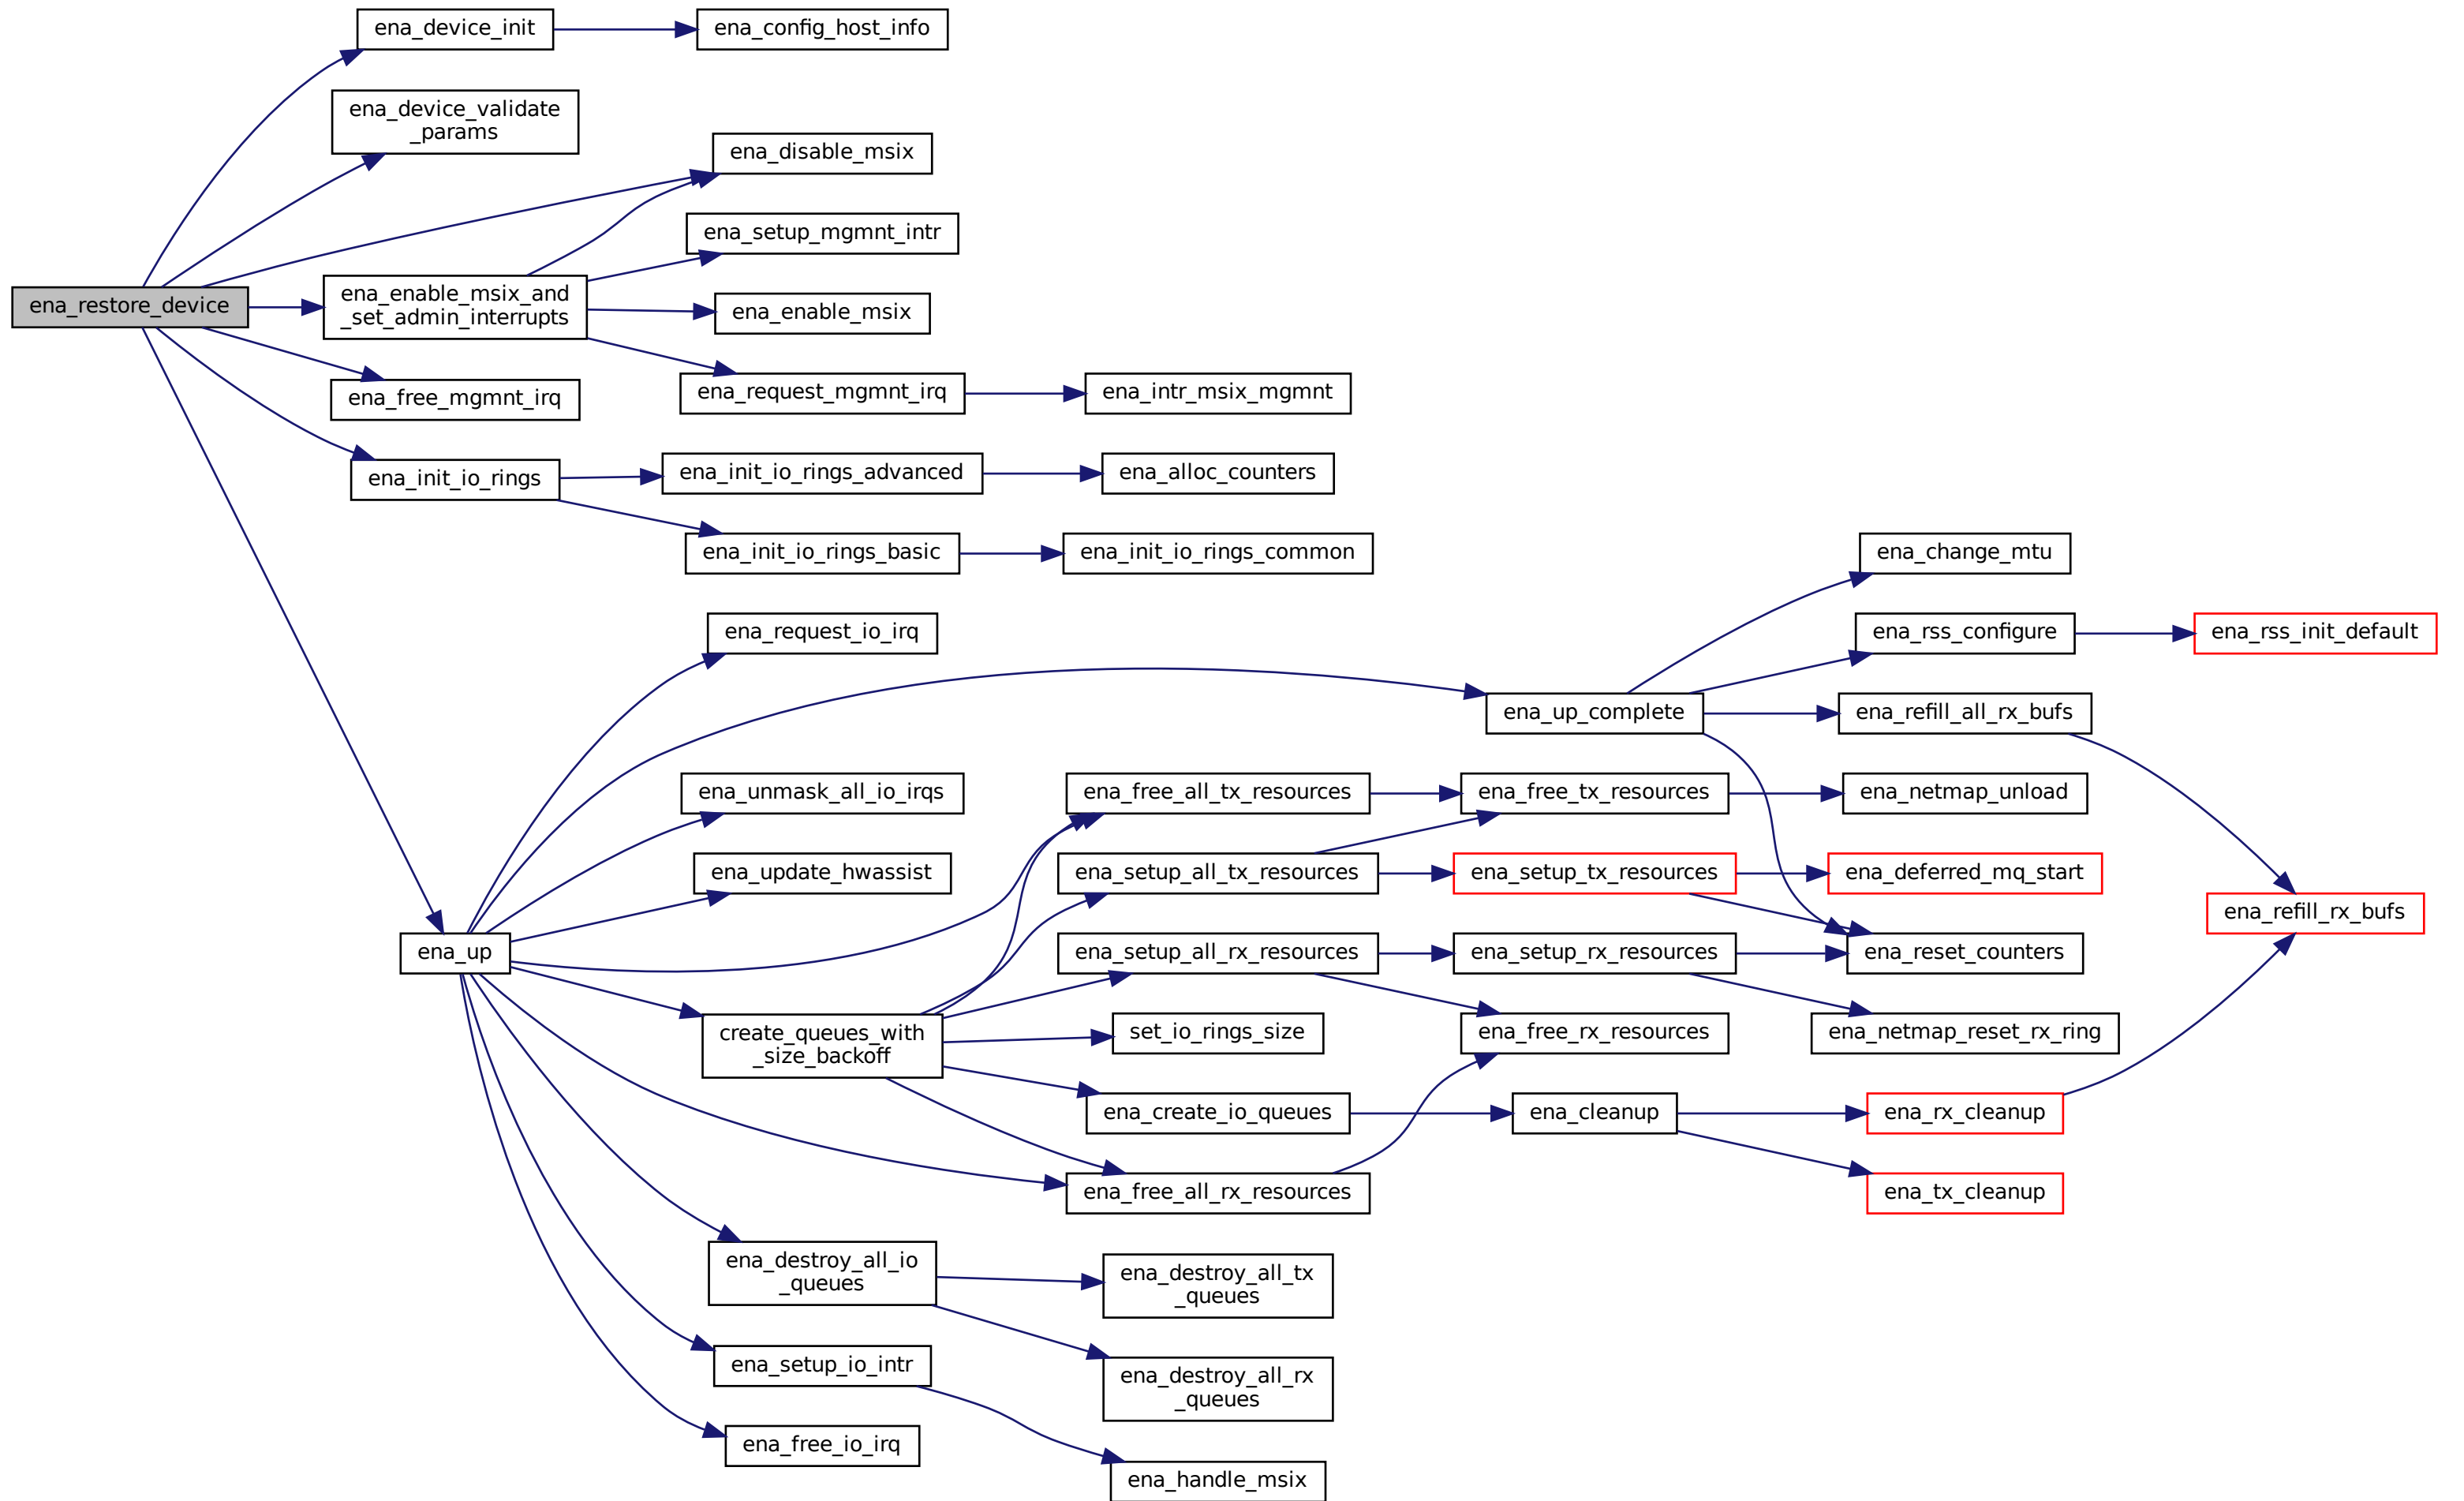 ena_device_init
ena_config_host_info
ena_device_validate
_params
ena_disable_msix
ena_setup_mgmnt_intr
ena_restore_device
ena_enable_msix_and
_set_admin_interrupts
ena_enable_msix
ena_free_mgmnt_irq
ena_request_mgmnt_irq
ena_intr_msix_mgmnt
ena_init_io_rings
ena_init_io_rings_advanced
ena_alloc_counters
ena_init_io_rings_basic
ena_init_io_rings_common
ena_change_mtu
ena_request_io_irq
ena_rss_configure
ena_rss_init_default
ena_up_complete
ena_refill_all_rx_bufs
ena_unmask_all_io_irqs
ena_free_all_tx_resources
ena_free_tx_resources
ena_netmap_unload
ena_update_hwassist
ena_setup_all_tx_resources
ena_setup_tx_resources
ena_deferred_mq_start
ena_refill_rx_bufs
ena_up
ena_setup_all_rx_resources
ena_setup_rx_resources
ena_reset_counters
create_queues_with
_size_backoff
set_io_rings_size
ena_free_rx_resources
ena_netmap_reset_rx_ring
ena_create_io_queues
ena_cleanup
ena_rx_cleanup
ena_free_all_rx_resources
ena_tx_cleanup
ena_destroy_all_io
_queues
ena_destroy_all_tx
_queues
ena_setup_io_intr
ena_destroy_all_rx
_queues
ena_free_io_irq
ena_handle_msix